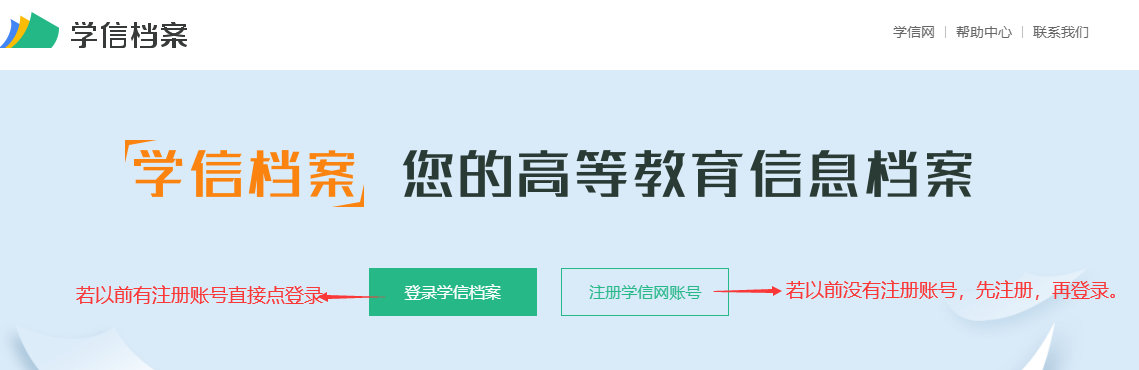 学信档案
学信网 | 帮助中心 | 联系我们
学信档案 您的高等教育信息档案
若以前有注册账号直接点登录
登录学信档案
注册学信网账号
若以前没有注册账号，先注册，再登录。